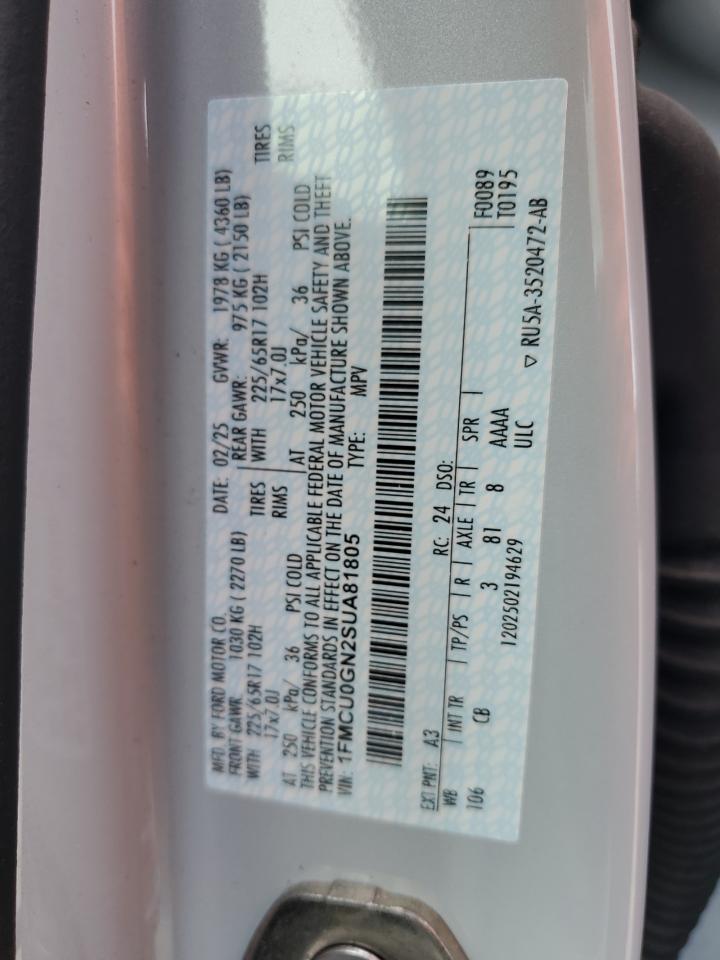 MFD. BY FORD MOTOR CO. DATE: 02/25 GVWR: 1978 KG ( 4360 LB)
FRONT GAWR: 1030 KG ( 2270 LB) REAR GAWR: 975 KG ( 2150 LB)
WITH 225/65R17 102H TIRES WITH 225/65R17 102H TIRES
17x7.0J RIMS 17x7.0J RIMS
AT 250 kPa/ 36 PSI COLD AT 250 kPa/ 36 PSI COLD
THIS VEHICLE CONFORMS TO ALL APPLICABLE FEDERAL MOTOR VEHICLE SAFETY AND THEFT
PREVENTION STANDARDS IN EFFECT ON THE DATE OF MANUFACTURE SHOWN ABOVE.
VIN: 1FMCU0GN2SUA81805 TYPE: MPV
EXT PNT: A3 RC: 24 DSO: F0089
WB INT TR TP/PS R AXLE TR SPR T0195
106 CB 3 81 8 AAAA
1202502194629 ULC ▽ RU5A-3520472-AB